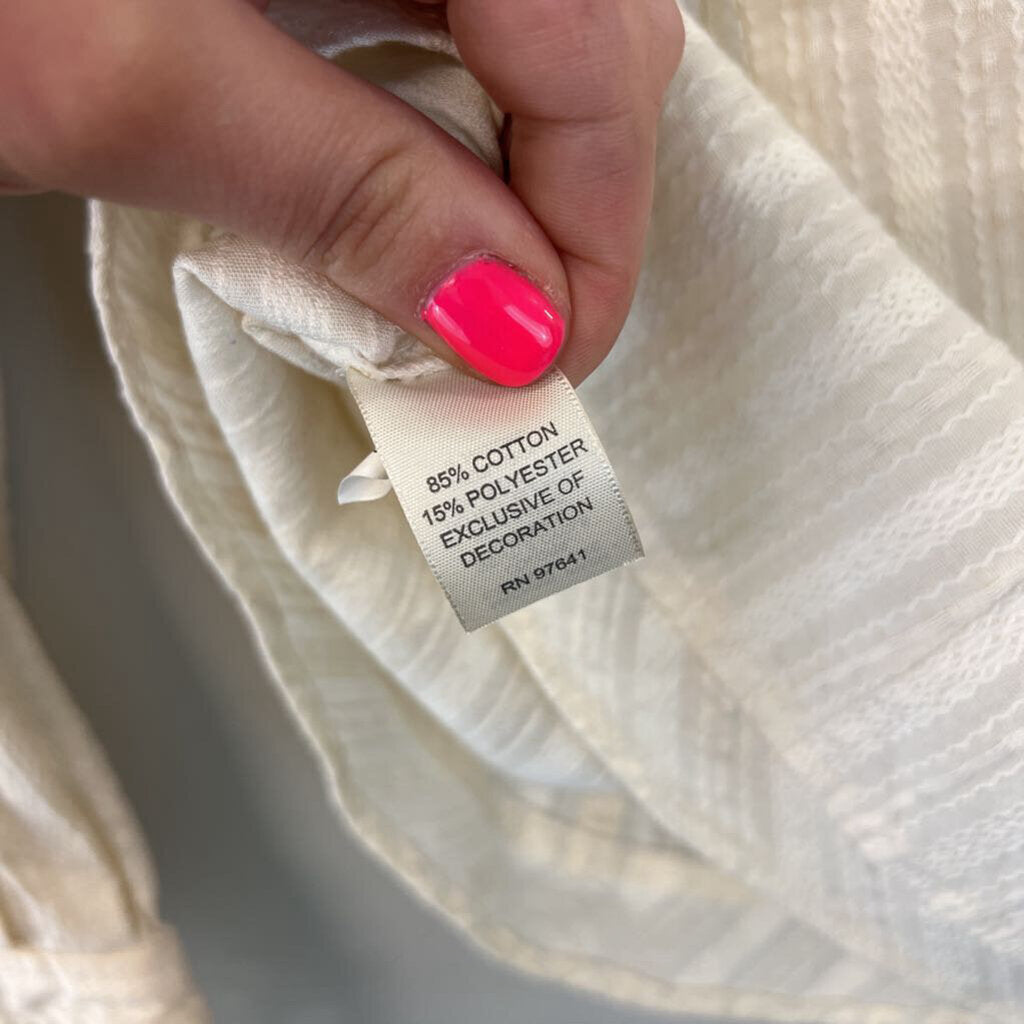 85% COTTON
15% POLYESTER
EXCLUSIVE OF
DECORATION
RN 97641